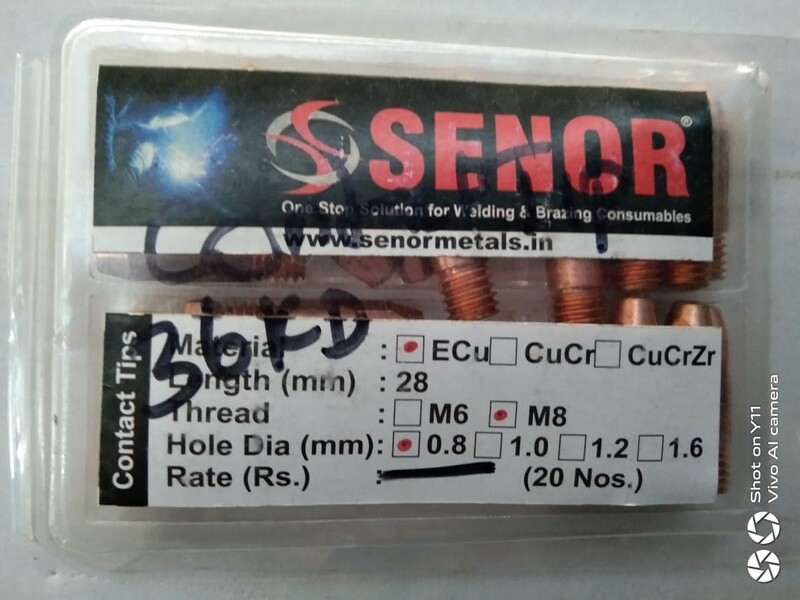 SENOR®
One Stop Solution for Welding & Brazing Consumables
www.senormetals.in
36KD
Contact Tips
Material : ECu CuCr CuCrZr
Length (mm) : 28
Thread : M6 M8
Hole Dia (mm): 0.8 1.0 1.2 1.6
Rate (Rs.) : (20 Nos.)
Shot on Y11
Vivo AI camera